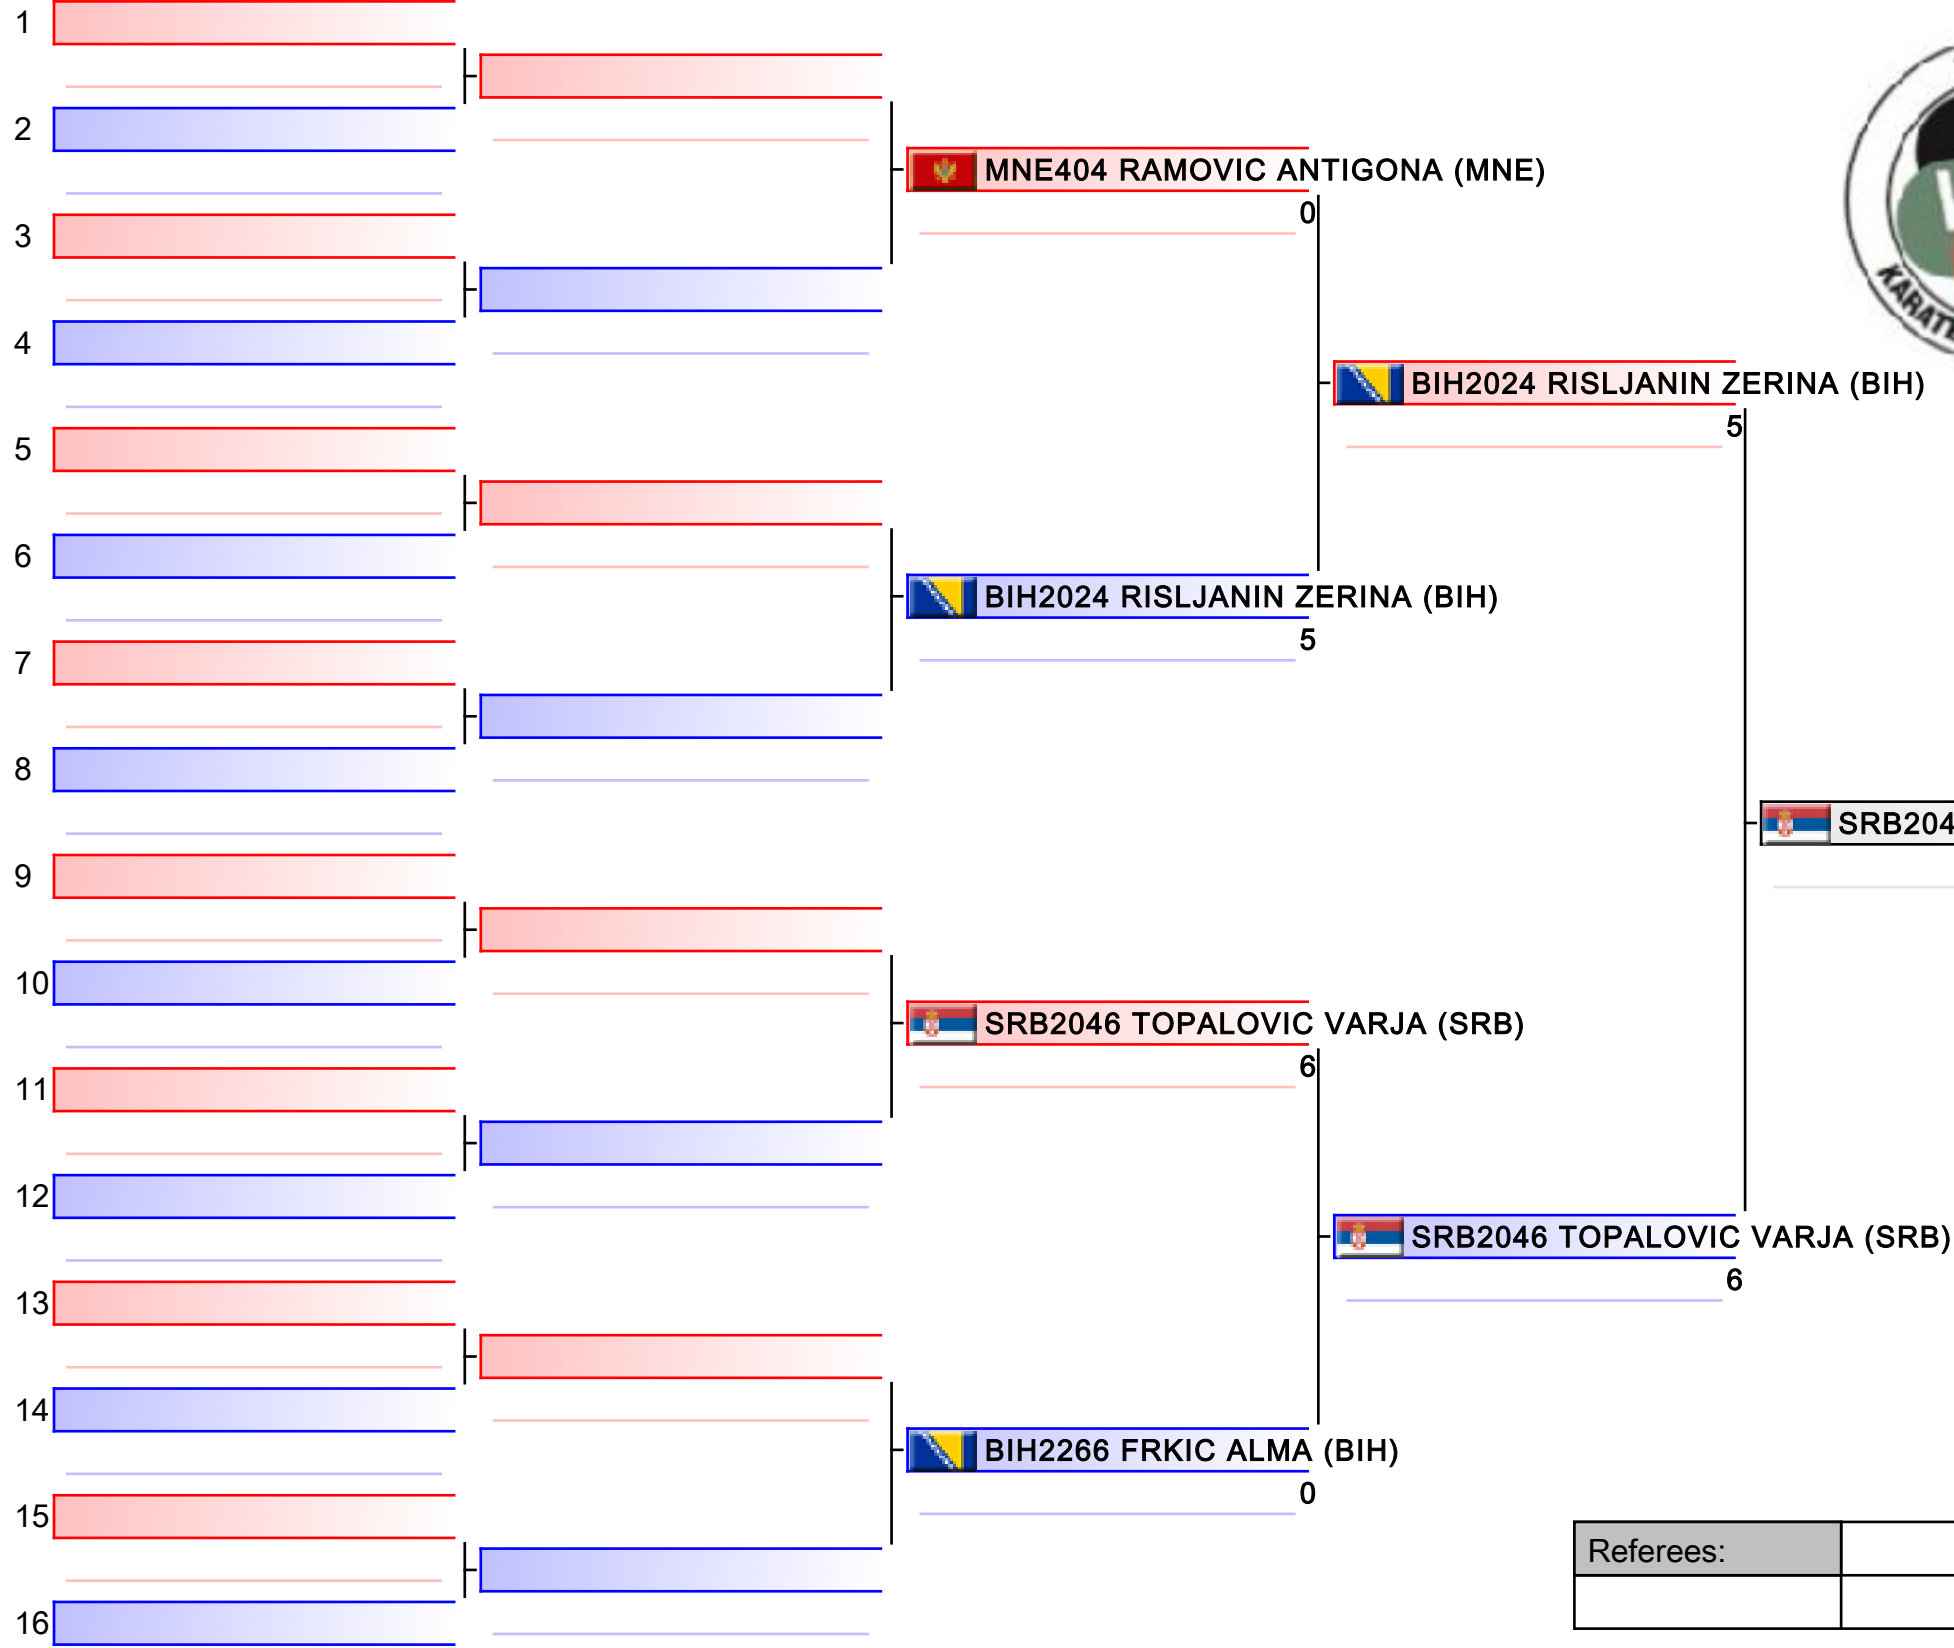 1
2
MNE404 RAMOVIC ANTIGONA (MNE)
0
3
KARATE
4
BIH2024 RISLJANIN ZERINA (BIH)
5
5
6
BIH2024 RISLJANIN ZERINA (BIH)
5
7
8
SRB204
9
10
SRB2046 TOPALOVIC VARJA (SRB)
6
11
12
SRB2046 TOPALOVIC VARJA (SRB)
6
13
14
BIH2266 FRKIC ALMA (BIH)
0
15
Referees:
16